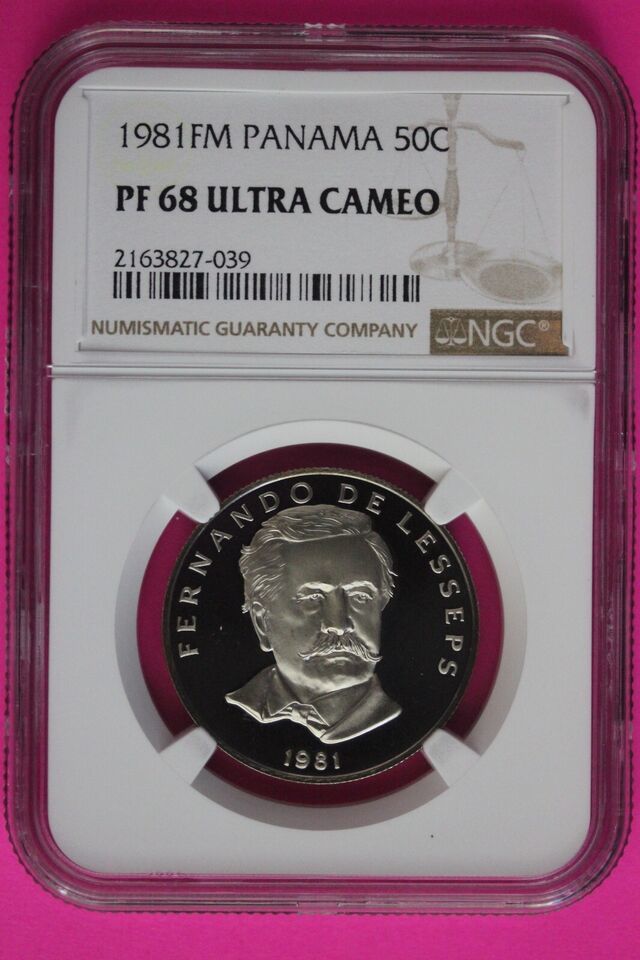 1981FM PANAMA 50C
PF 68 ULTRA CAMEO
2163827-039
NUMISMATIC GUARANTY COMPANY
NGC®
FERNANDO DE LESSEPS
1981